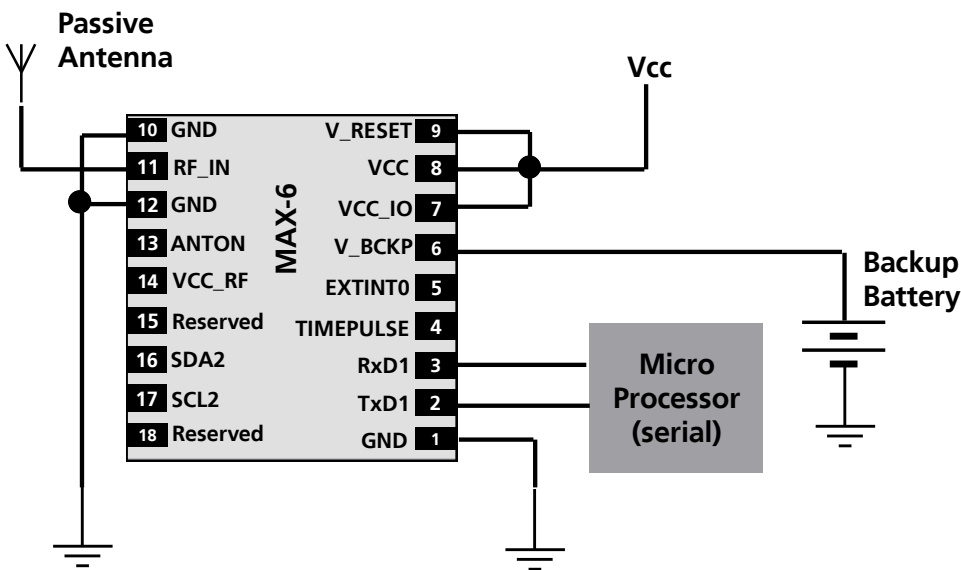 Passive
Antenna
Vcc
10 GND
11 RF_IN
12 GND
13 ANTON
14 VCC_RF
15 Reserved
16 SDA2
17 SCL2
18 Reserved
MAX-6
V_RESET 9
VCC 8
VCC_IO 7
V_BCKP 6
EXTINT0 5
TIMEPULSE 4
RxD1 3
TxD1 2
GND 1
Micro
Processor
(serial)
Backup
Battery